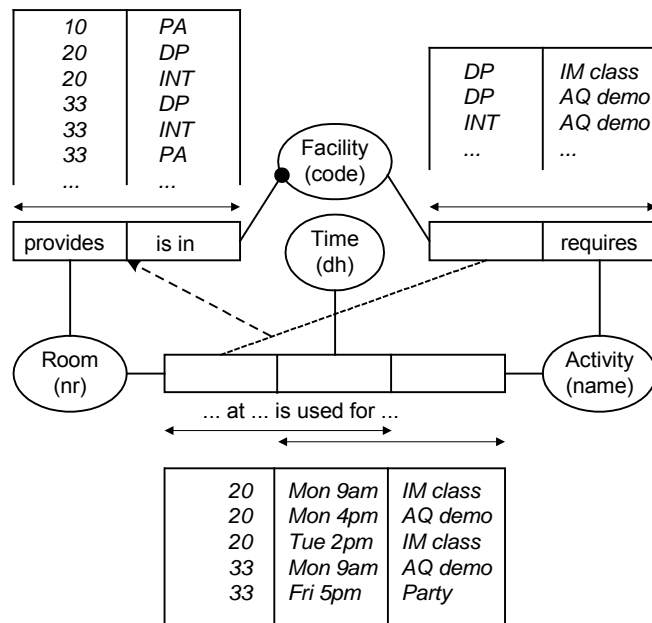 10 PA
20 DP
20 INT
33 DP
33 INT
33 PA
... ...
DP IM class
DP AQ demo
INT AQ demo
... ...
Facility
(code)
provides is in
requires
Time
(dh)
Room
(nr)
Activity
(name)
... at ... is used for ...
20 Mon 9am IM class
20 Mon 4pm AQ demo
20 Tue 2pm IM class
33 Mon 9am AQ demo
33 Fri 5pm Party